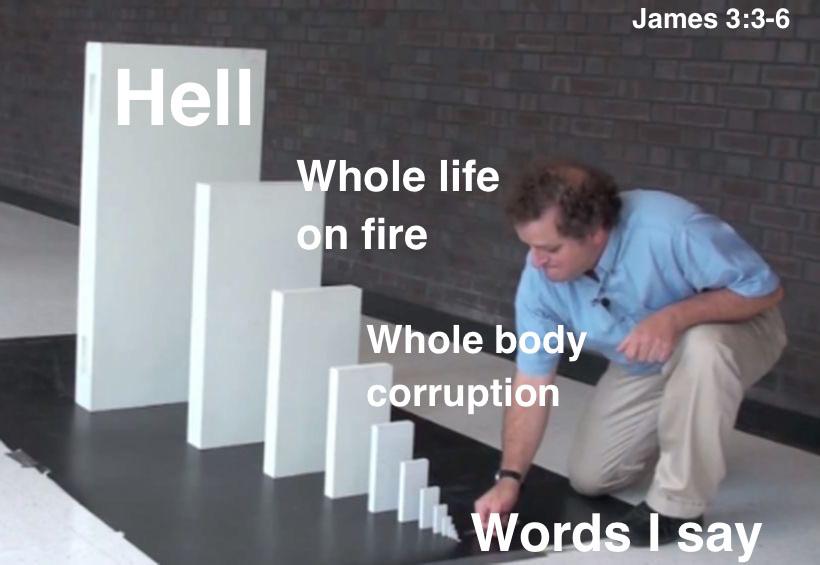 James 3:3-6
Hell
Whole life
on fire
Whole body
corruption
Words I say